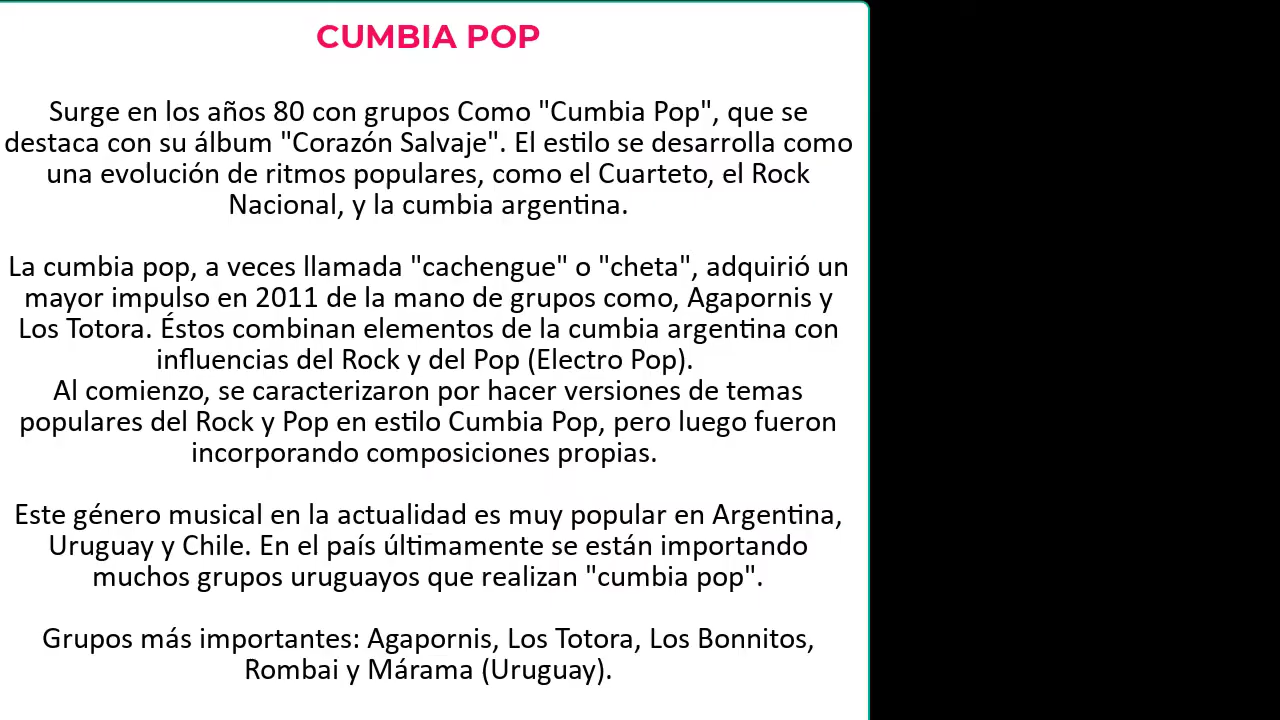 CUMBIA POP
Surge en los años 80 con grupos Como "Cumbia Pop", que se
destaca con su álbum "Corazón Salvaje". El estilo se desarrolla como
una evolución de ritmos populares, como el Cuarteto, el Rock
Nacional, y la cumbia argentina.
La cumbia pop, a veces llamada "cachengue" o "cheta", adquirió un
mayor impulso en 2011 de la mano de grupos como, Agapornis y
Los Totora. Éstos combinan elementos de la cumbia argentina con
influencias del Rock y del Pop (Electro Pop).
Al comienzo, se caracterizaron por hacer versiones de temas
populares del Rock y Pop en estilo Cumbia Pop, pero luego fueron
incorporando composiciones propias.
Este género musical en la actualidad es muy popular en Argentina,
Uruguay y Chile. En el país últimamente se están importando
muchos grupos uruguayos que realizan "cumbia pop".
Grupos más importantes: Agapornis, Los Totora, Los Bonnitos,
Rombai y Márama (Uruguay).